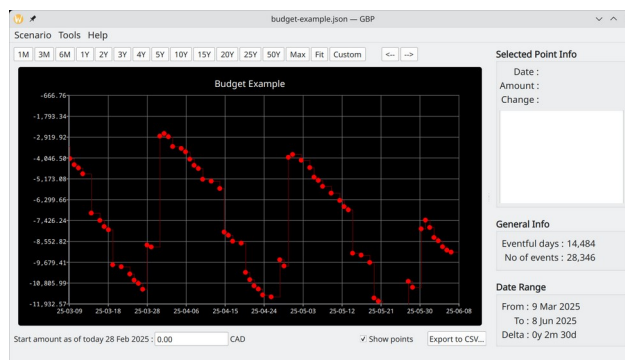 budget-example.json — GBP
Scenario Tools Help
1M 3M 6M 1Y 2Y 3Y 4Y 5Y 10Y 15Y 20Y 25Y 50Y Max Fit Custom <-- -->
Budget Example
-666.76
-1,793.34
-2,919.92
-4,046.50
-5,173.08
-6,299.66
-7,426.24
-8,552.82
-9,679.41
-10,805.99
-11,932.57
25-03-09 25-03-18 25-03-28 25-04-06 25-04-15 25-04-24 25-05-03 25-05-12 25-05-21 25-05-30 25-06-08
Start amount as of today 28 Feb 2025 : 0.00 CAD
Show points
Export to CSV...
Selected Point Info
Date :
Amount :
Change :
General Info
Eventful days : 14,484
No of events : 28,346
Date Range
From : 9 Mar 2025
To : 8 Jun 2025
Delta : 0y 2m 30d